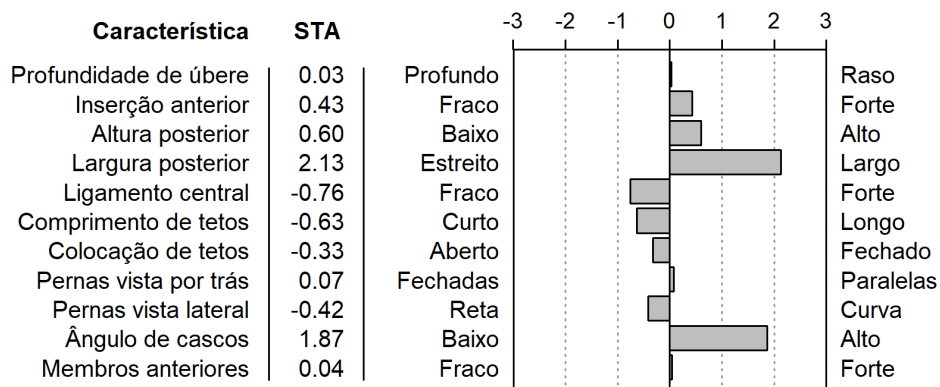 -3 -2 -1 0 1 2 3
Característica STA
Profundidade de úbere 0.03 Profundo Raso
Inserção anterior 0.43 Fraco Forte
Altura posterior 0.60 Baixo Alto
Largura posterior 2.13 Estreito Largo
Ligamento central -0.76 Fraco Forte
Comprimento de tetos -0.63 Curto Longo
Colocação de tetos -0.33 Aberto Fechado
Pernas vista por trás 0.07 Fechadas Paralelas
Pernas vista lateral -0.42 Reta Curva
Ângulo de cascos 1.87 Baixo Alto
Membros anteriores 0.04 Fraco Forte